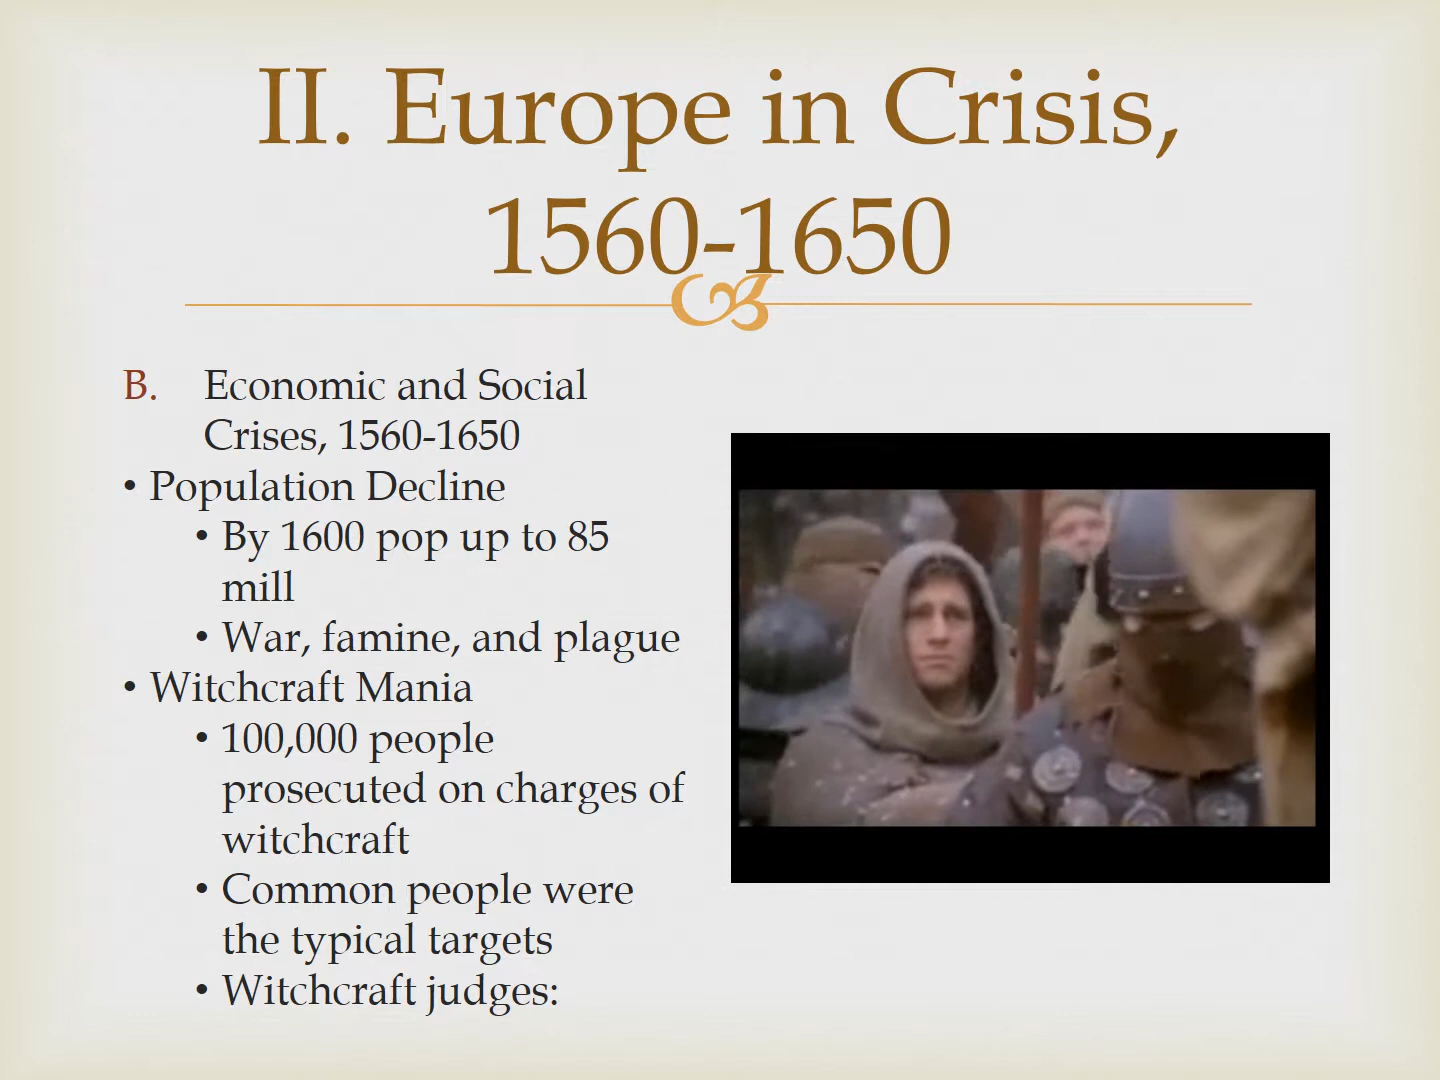 II. Europe in Crisis,
1560-1650
B. Economic and Social
Crises, 1560-1650
• Population Decline
• By 1600 pop up to 85
mill
• War, famine, and plague
• Witchcraft Mania
• 100,000 people
prosecuted on charges of
witchcraft
• Common people were
the typical targets
• Witchcraft judges: